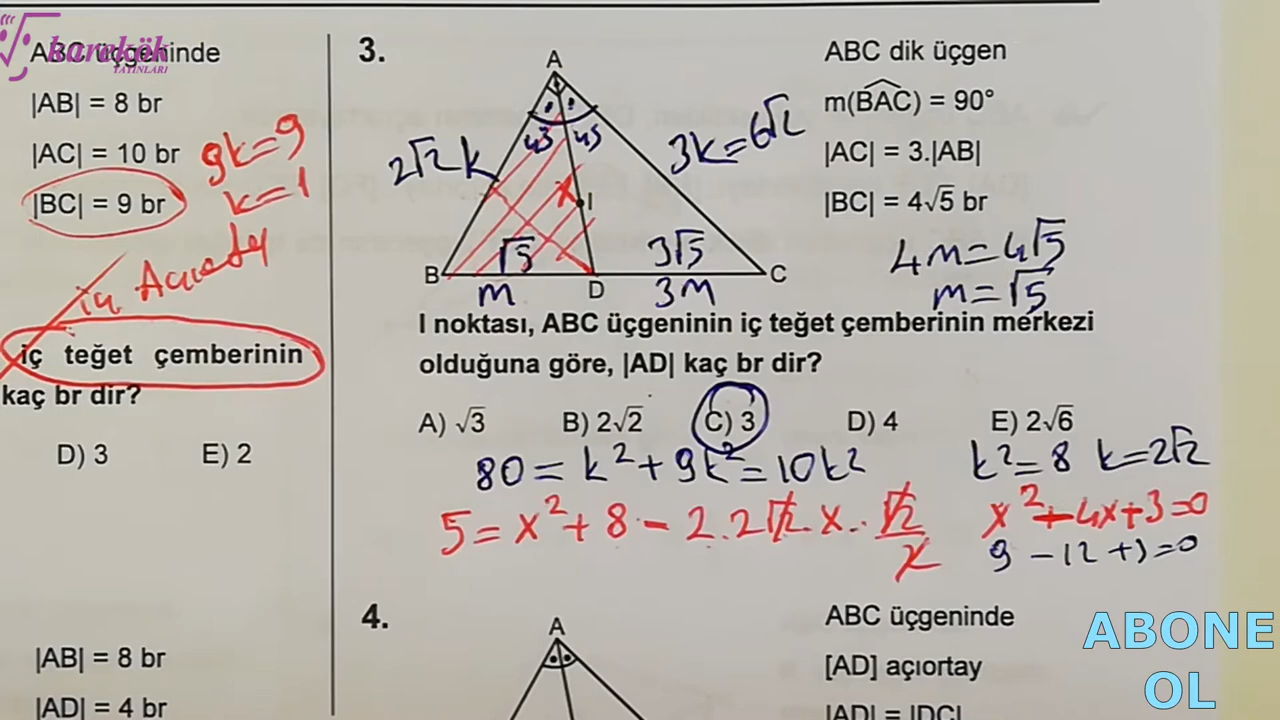 karekök
YAYINLARI
ABC üçgeninde
|AB| = 8 br
|AC| = 10 br
|BC| = 9 br
9k=9
k=1
iç Açıortay
iç teğet çemberinin
kaç br dir?
D) 3 E) 2
|AB| = 8 br
|AD| = 4 br
3.
A
45 45
2√2 k
3k=6√2
x
I
√5 3√5
B D C
m 3m
ABC dik üçgen
m(BAC) = 90°
|AC| = 3.|AB|
|BC| = 4√5 br
4m=4√5
m=√5
I noktası, ABC üçgeninin iç teğet çemberinin merkezi
olduğuna göre, |AD| kaç br dir?
A) √3 B) 2√2 C) 3 D) 4 E) 2√6
80 = k²+9k²=10k² k²=8 k=2√2
5 = x²+8 - 2.2√2.x.√2/2 x²-4x+3=0
9 -12 +3=0
4.
A
ABC üçgeninde
[AD] açıortay
|AD| = |DC|
ABONE
OL